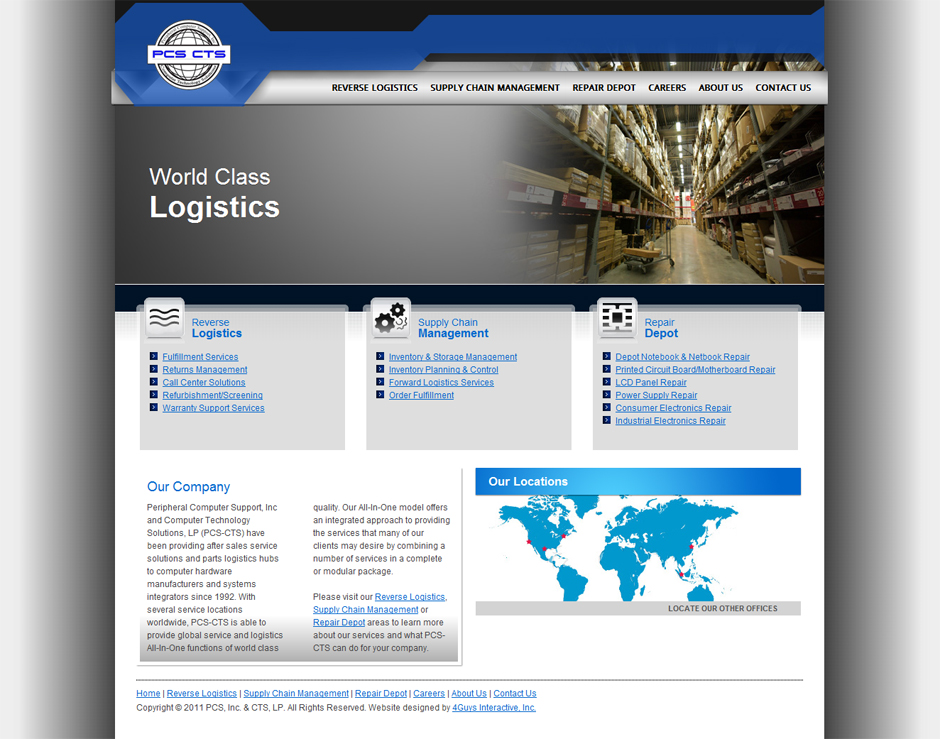 PCS CTS
REVERSE LOGISTICS SUPPLY CHAIN MANAGEMENT REPAIR DEPOT CAREERS ABOUT US CONTACT US
World Class
Logistics
Reverse
Logistics
Fulfillment Services
Returns Management
Call Center Solutions
Refurbishment/Screening
Warranty Support Services
Supply Chain
Management
Inventory & Storage Management
Inventory Planning & Control
Forward Logistics Services
Order Fulfillment
Repair
Depot
Depot Notebook & Netbook Repair
Printed Circuit Board/Motherboard Repair
LCD Panel Repair
Power Supply Repair
Consumer Electronics Repair
Industrial Electronics Repair
Our Company
Peripheral Computer Support, Inc
and Computer Technology
Solutions, LP (PCS-CTS) have
been providing after sales service
solutions and parts logistics hubs
to computer hardware
manufacturers and systems
integrators since 1992. With
several service locations
worldwide, PCS-CTS is able to
provide global service and logistics
All-In-One functions of world class
quality. Our All-In-One model offers
an integrated approach to providing
the services that many of our
clients may desire by combining a
number of services in a complete
or modular package.
Please visit our Reverse Logistics,
Supply Chain Management or
Repair Depot areas to learn more
about our services and what PCS-
CTS can do for your company.
Our Locations
LOCATE OUR OTHER OFFICES
Home | Reverse Logistics | Supply Chain Management | Repair Depot | Careers | About Us | Contact Us
Copyright © 2011 PCS, Inc. & CTS, LP. All Rights Reserved. Website designed by 4Guys Interactive, Inc.